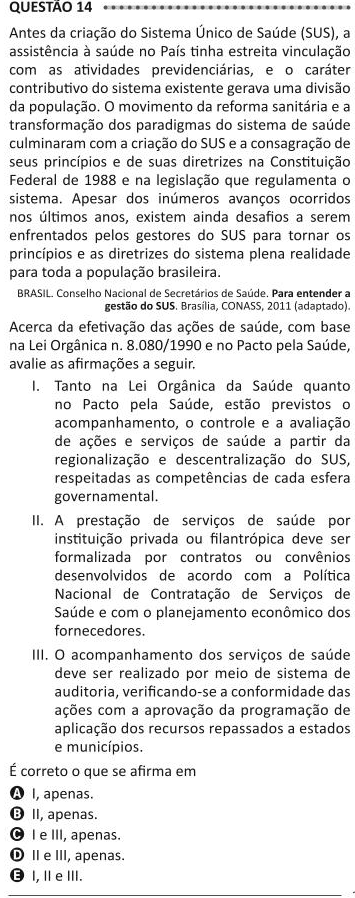 QUESTÃO 14
Antes da criação do Sistema Único de Saúde (SUS), a
assistência à saúde no País tinha estreita vinculação
com as atividades previdenciárias, e o caráter
contributivo do sistema existente gerava uma divisão
da população. O movimento da reforma sanitária e a
transformação dos paradigmas do sistema de saúde
culminaram com a criação do SUS e a consagração de
seus princípios e de suas diretrizes na Constituição
Federal de 1988 e na legislação que regulamenta o
sistema. Apesar dos inúmeros avanços ocorridos
nos últimos anos, existem ainda desafios a serem
enfrentados pelos gestores do SUS para tornar os
princípios e as diretrizes do sistema plena realidade
para toda a população brasileira.
BRASIL. Conselho Nacional de Secretários de Saúde. Para entender a
gestão do SUS. Brasília, CONASS, 2011 (adaptado).
Acerca da efetivação das ações de saúde, com base
na Lei Orgânica n. 8.080/1990 e no Pacto pela Saúde,
avalie as afirmações a seguir.
I. Tanto na Lei Orgânica da Saúde quanto
no Pacto pela Saúde, estão previstos o
acompanhamento, o controle e a avaliação
de ações e serviços de saúde a partir da
regionalização e descentralização do SUS,
respeitadas as competências de cada esfera
governamental.
II. A prestação de serviços de saúde por
instituição privada ou filantrópica deve ser
formalizada por contratos ou convênios
desenvolvidos de acordo com a Política
Nacional de Contratação de Serviços de
Saúde e com o planejamento econômico dos
fornecedores.
III. O acompanhamento dos serviços de saúde
deve ser realizado por meio de sistema de
auditoria, verificando-se a conformidade das
ações com a aprovação da programação de
aplicação dos recursos repassados a estados
e municípios.
É correto o que se afirma em
A I, apenas.
B II, apenas.
C I e III, apenas.
D II e III, apenas.
E I, II e III.